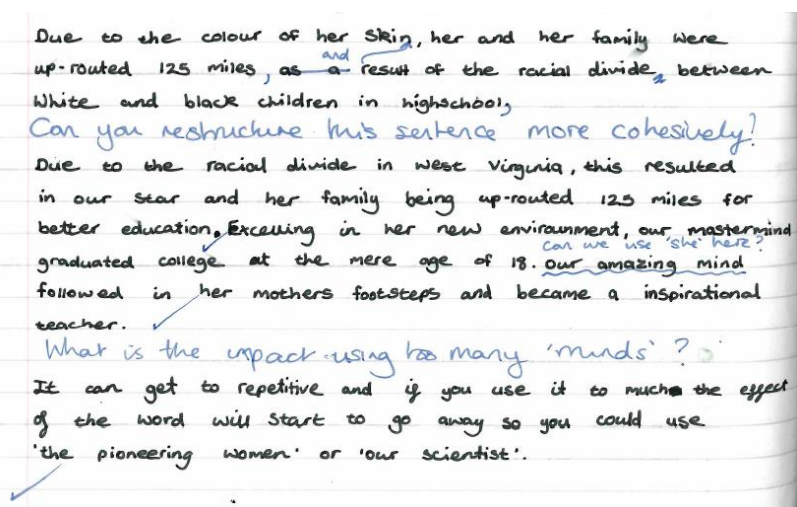 Due to the colour of her skin, her and her family were
and
up-routed 125 miles, as a result of the racial divide, between
White and black children in highschool,
Can you restructure this sentence more cohesively?
Due to the racial divide in west Virginia, this resulted
in our star and her family being up-routed 125 miles for
better education. Excelling in her new enviraunment, our mastermind
can we use 'she' here?
graduated college at the mere age of 18. our amazing mind
followed in her mothers footsteps and became a inspirational
teacher.
What is the impact using too many 'minds'?
It can get to repetitive and if you use it to much the effect
of the word will start to go away so you could use
'the pioneering women' or 'our scientist'.